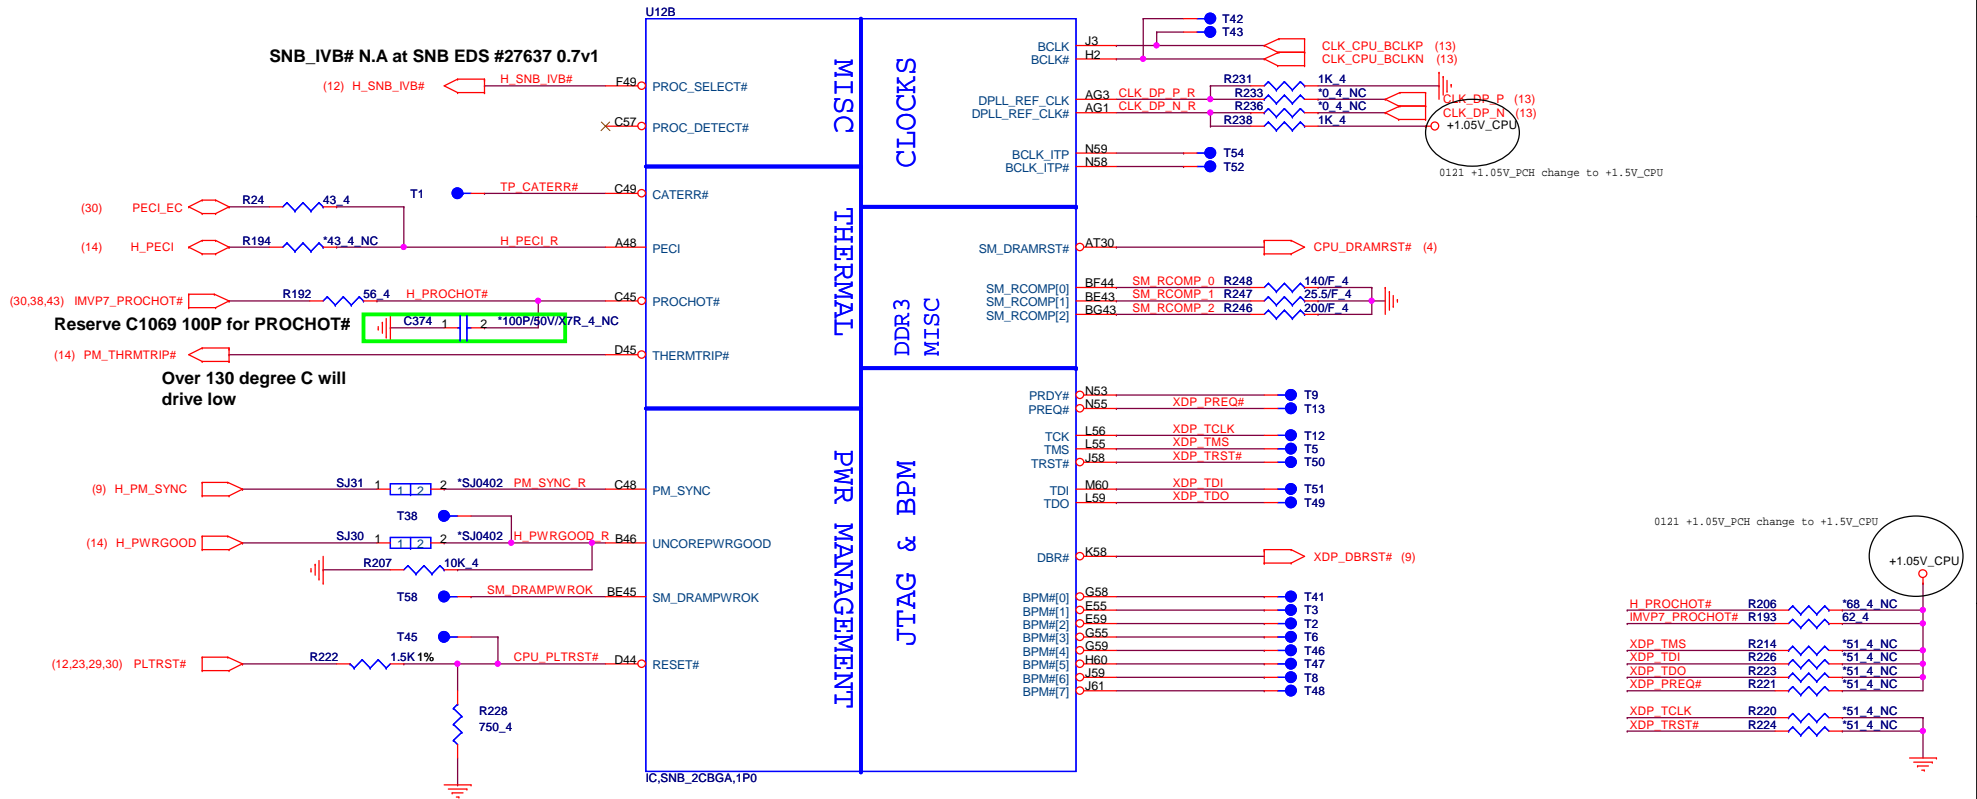 U12B
SNB_IVB# N.A at SNB EDS #27637 0.7v1
(12) H_SNB_IVB# H_SNB_IVB# F49 PROC_SELECT#
C57 PROC_DETECT#
MISC
T1 TP_CATERR# C49 CATERR#
(30) PECI_EC R24 43_4
(14) H_PECI R194 *43_4_NC H_PECI_R A48 PECI
THERMAL
(30,38,43) IMVP7_PROCHOT# R192 56_4 H_PROCHOT# C45 PROCHOT#
Reserve C1069 100P for PROCHOT# C374 1 2 *100P/50V/X7R_4_NC
(14) PM_THRMTRIP# D45 THERMTRIP#
Over 130 degree C will
drive low
(9) H_PM_SYNC SJ31 1 1 2 2 *SJ0402 PM_SYNC_R C48 PM_SYNC
T38
(14) H_PWRGOOD SJ30 1 1 2 2 *SJ0402 H_PWRGOOD_R B46 UNCOREPWRGOOD
R207 10K_4
T58 SM_DRAMPWROK BE45 SM_DRAMPWROK
PWR MANAGEMENT
T45
(12,23,29,30) PLTRST# R222 1.5K 1% CPU_PLTRST# D44 RESET#
R228
750_4
IC,SNB_2CBGA,1P0
CLOCKS
T42
T43
BCLK J3 CLK_CPU_BCLKP (13)
BCLK# H2 CLK_CPU_BCLKN (13)
R231 1K_4
DPLL_REF_CLK AG3 CLK_DP_P_R R233 *0_4_NC CLK_DP_P (13)
DPLL_REF_CLK# AG1 CLK_DP_N_R R236 *0_4_NC CLK_DP_N (13)
R238 1K_4 +1.05V_CPU
BCLK_ITP N59 T54
BCLK_ITP# N58 T52
0121 +1.05V_PCH change to +1.5V_CPU
DDR3
MISC
SM_DRAMRST# AT30 CPU_DRAMRST# (4)
SM_RCOMP[0] BF44 SM_RCOMP_0 R248 140/F_4
SM_RCOMP[1] BE43 SM_RCOMP_1 R247 25.5/F_4
SM_RCOMP[2] BG43 SM_RCOMP_2 R246 200/F_4
JTAG & BPM
PRDY# N53 T9
PREQ# N55 XDP_PREQ# T13
TCK L56 XDP_TCLK T12
TMS L55 XDP_TMS T5
TRST# J58 XDP_TRST# T50
TDI M60 XDP_TDI T51
TDO L59 XDP_TDO T49
DBR# K58 XDP_DBRST# (9)
BPM#[0] G58 T41
BPM#[1] E55 T3
BPM#[2] E59 T2
BPM#[3] G55 T6
BPM#[4] G59 T46
BPM#[5] H60 T47
BPM#[6] J59 T8
BPM#[7] J61 T48
0121 +1.05V_PCH change to +1.5V_CPU
+1.05V_CPU
H_PROCHOT# R206 *68_4_NC
IMVP7_PROCHOT# R193 62_4
XDP_TMS R214 *51_4_NC
XDP_TDI R226 *51_4_NC
XDP_TDO R223 *51_4_NC
XDP_PREQ# R221 *51_4_NC
XDP_TCLK R220 *51_4_NC
XDP_TRST# R224 *51_4_NC